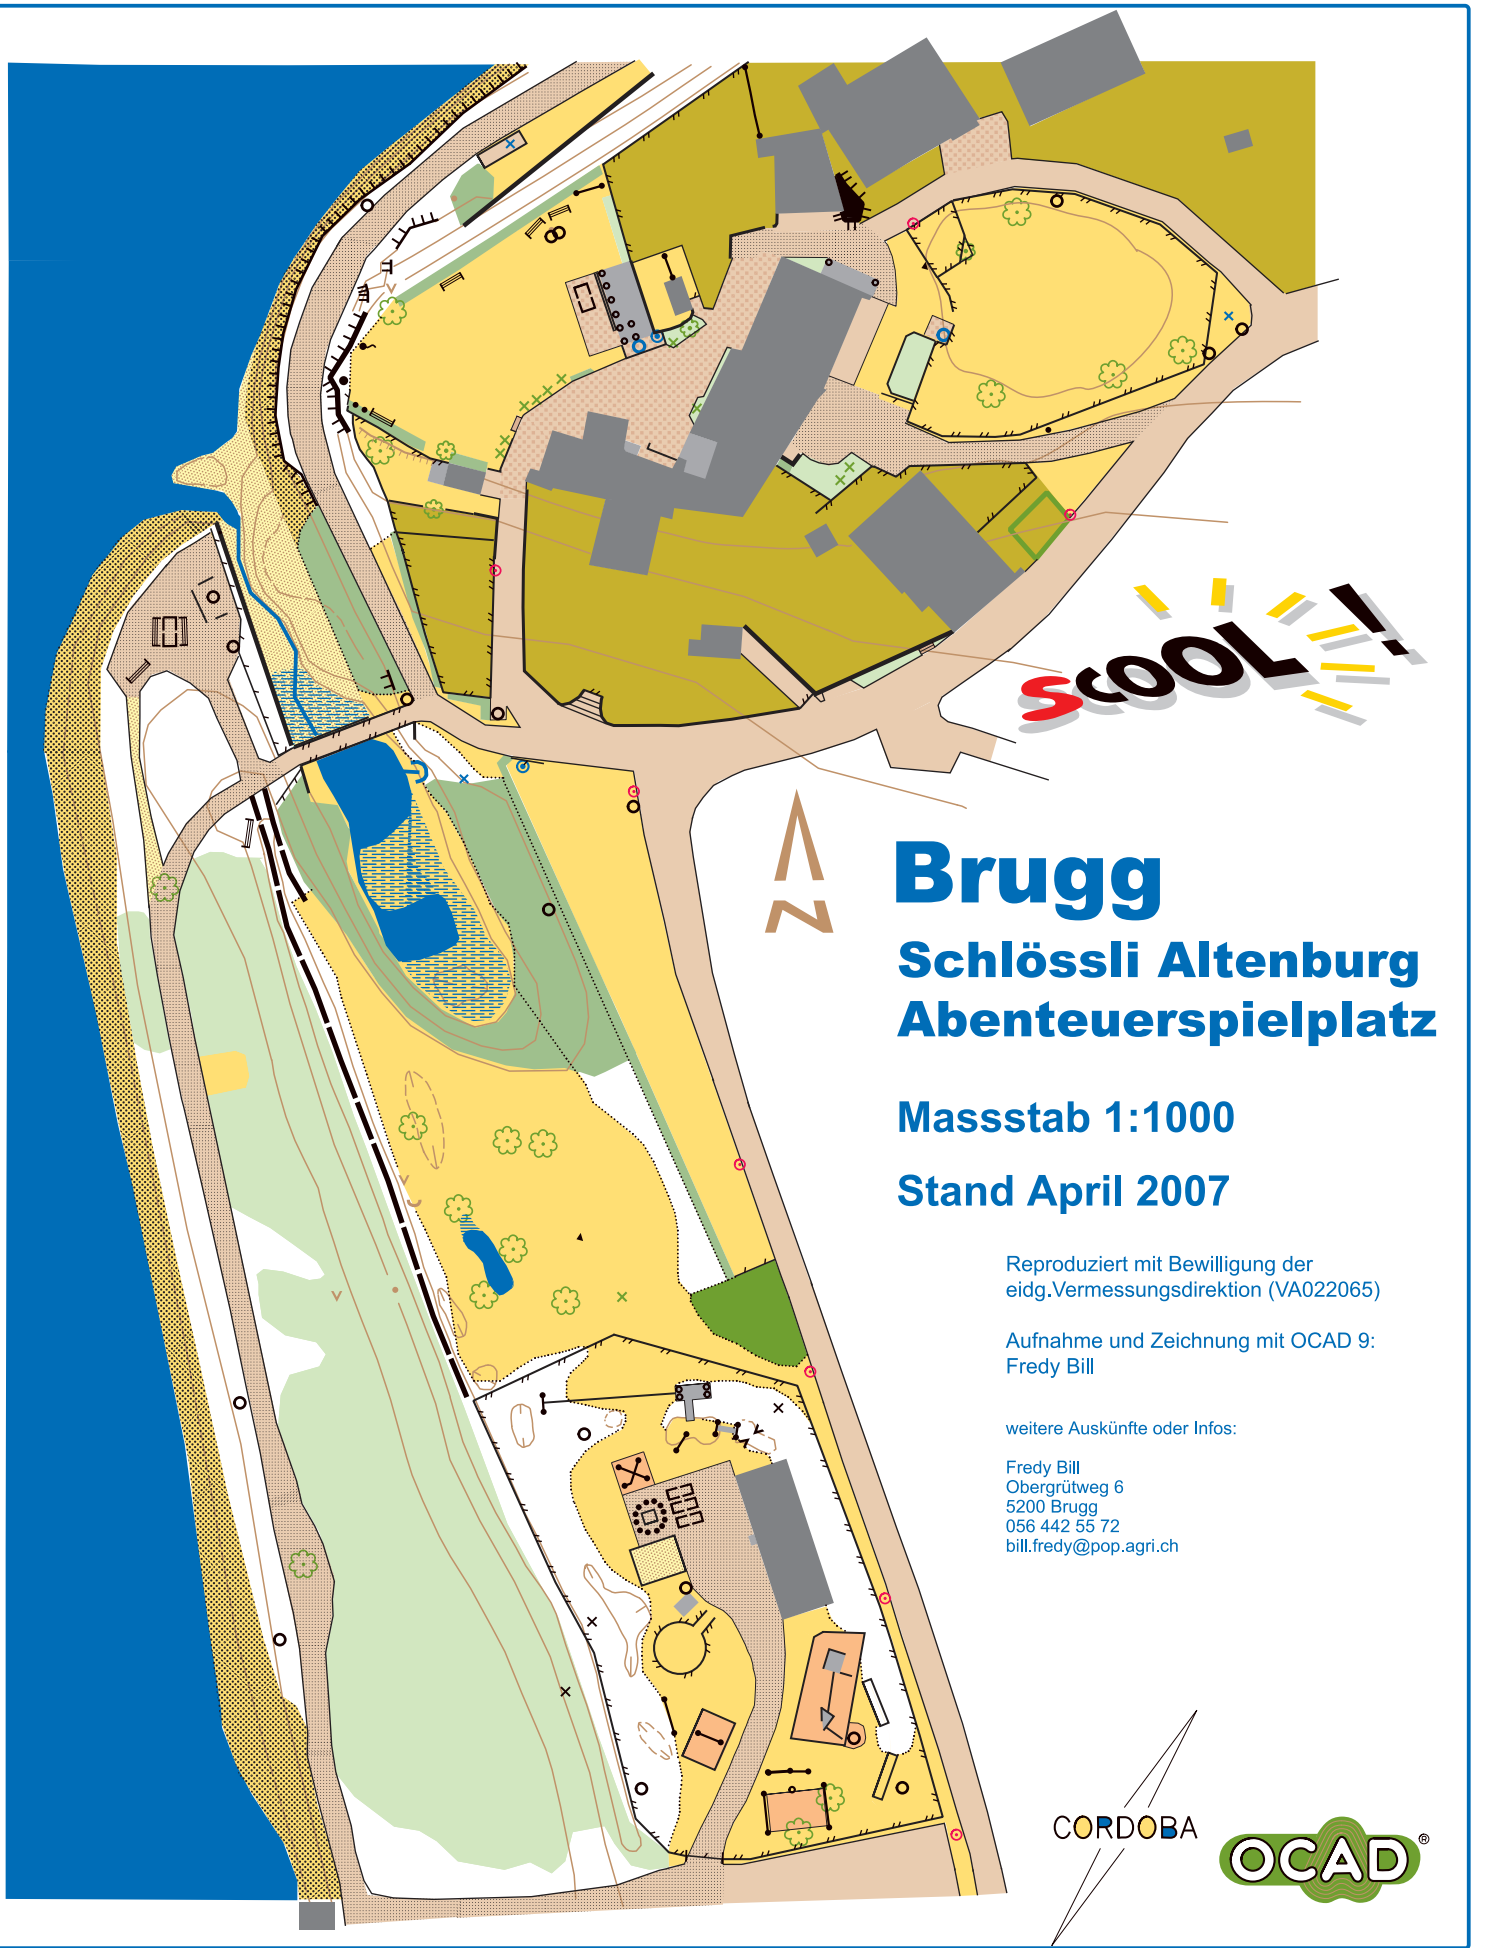 sCOOL!
N
Brugg
Schlössli Altenburg
Abenteuerspielplatz
Massstab 1:1000
Stand April 2007
Reproduziert mit Bewilligung der
eidg.Vermessungsdirektion (VA022065)
Aufnahme und Zeichnung mit OCAD 9:
Fredy Bill
weitere Auskünfte oder Infos:
Fredy Bill
Obergrütweg 6
5200 Brugg
056 442 55 72
bill.fredy@pop.agri.ch
CORDOBA
OCAD®